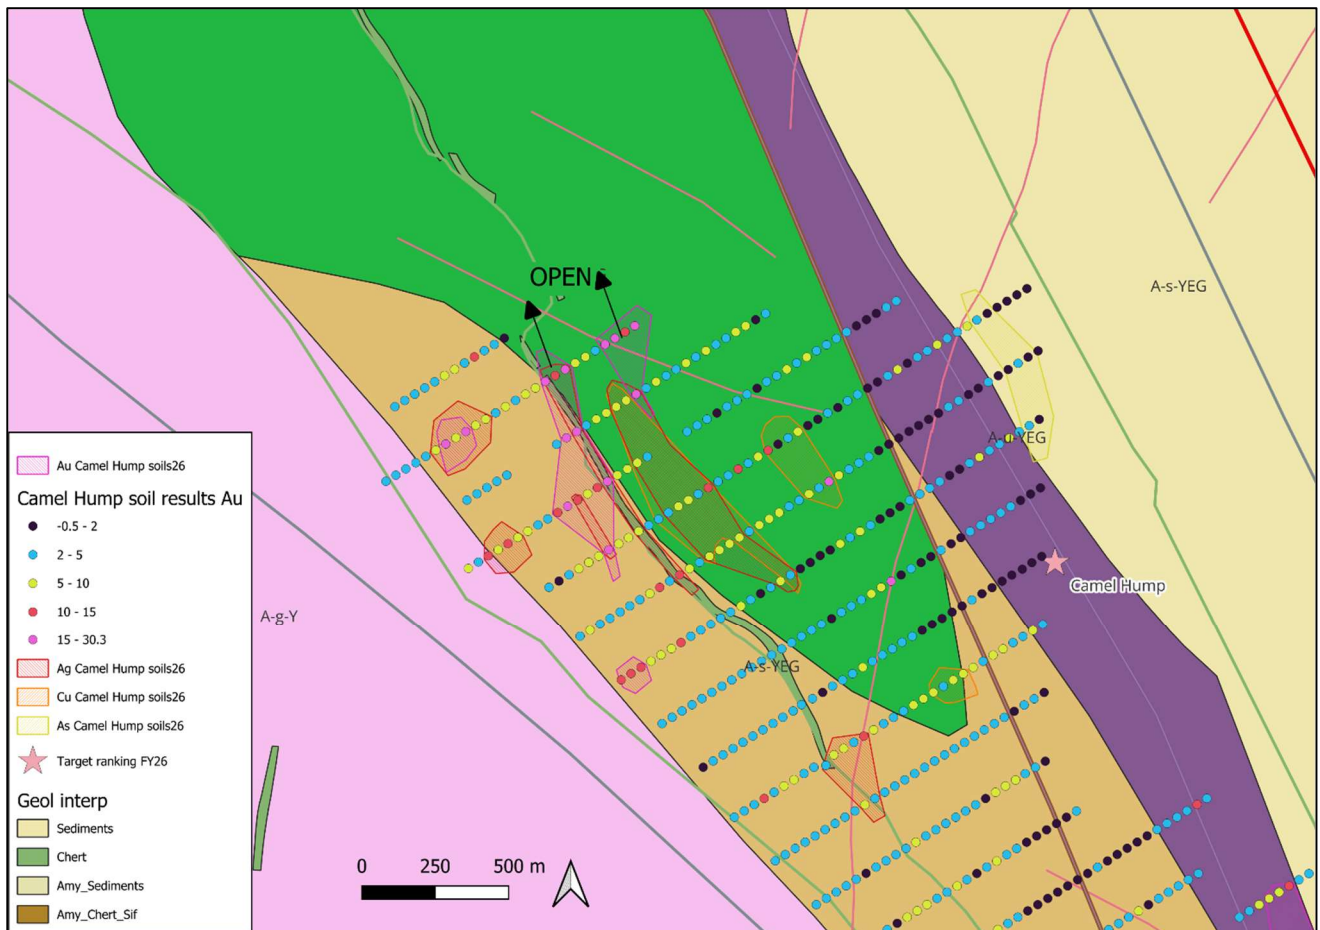 OPEN
A-s-YEG
A-u-YEG
Camel Hump
A-g-Y
A-s-YEG
Au Camel Hump soils26
Camel Hump soil results Au
-0.5 - 2
2 - 5
5 - 10
10 - 15
15 - 30.3
Ag Camel Hump soils26
Cu Camel Hump soils26
As Camel Hump soils26
Target ranking FY26
Geol interp
Sediments
Chert
Amy_Sediments
Amy_Chert_Sif
0 250 500 m